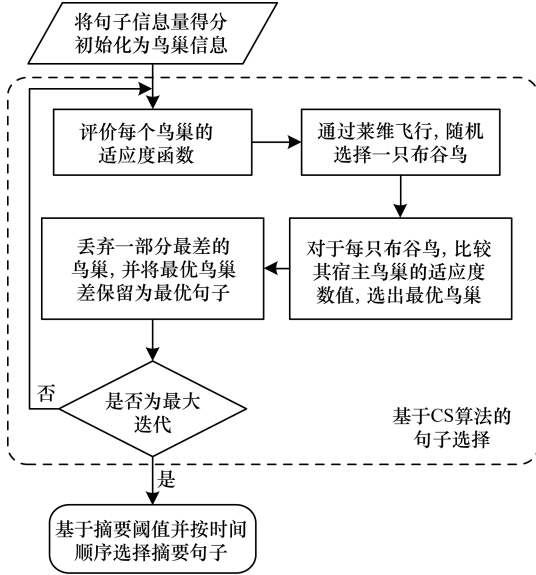 将句子信息量得分
初始化为鸟巢信息
评价每个鸟巢的
适应度函数
通过莱维飞行, 随机
选择一只布谷鸟
对于每只布谷鸟, 比较
其宿主鸟巢的适应度
数值, 选出最优鸟巢
丢弃一部分最差的
鸟巢, 并将最优鸟巢
差保留为最优句子
是否为最大
迭代
否
是
基于CS算法的
句子选择
基于摘要阈值并按时间
顺序选择摘要句子